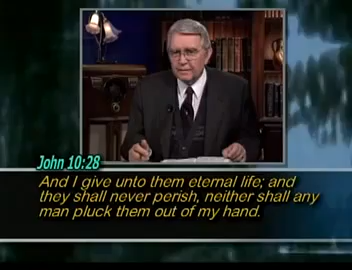 John 10:28
And I give unto them eternal life; and
they shall never perish, neither shall any
man pluck them out of my hand.